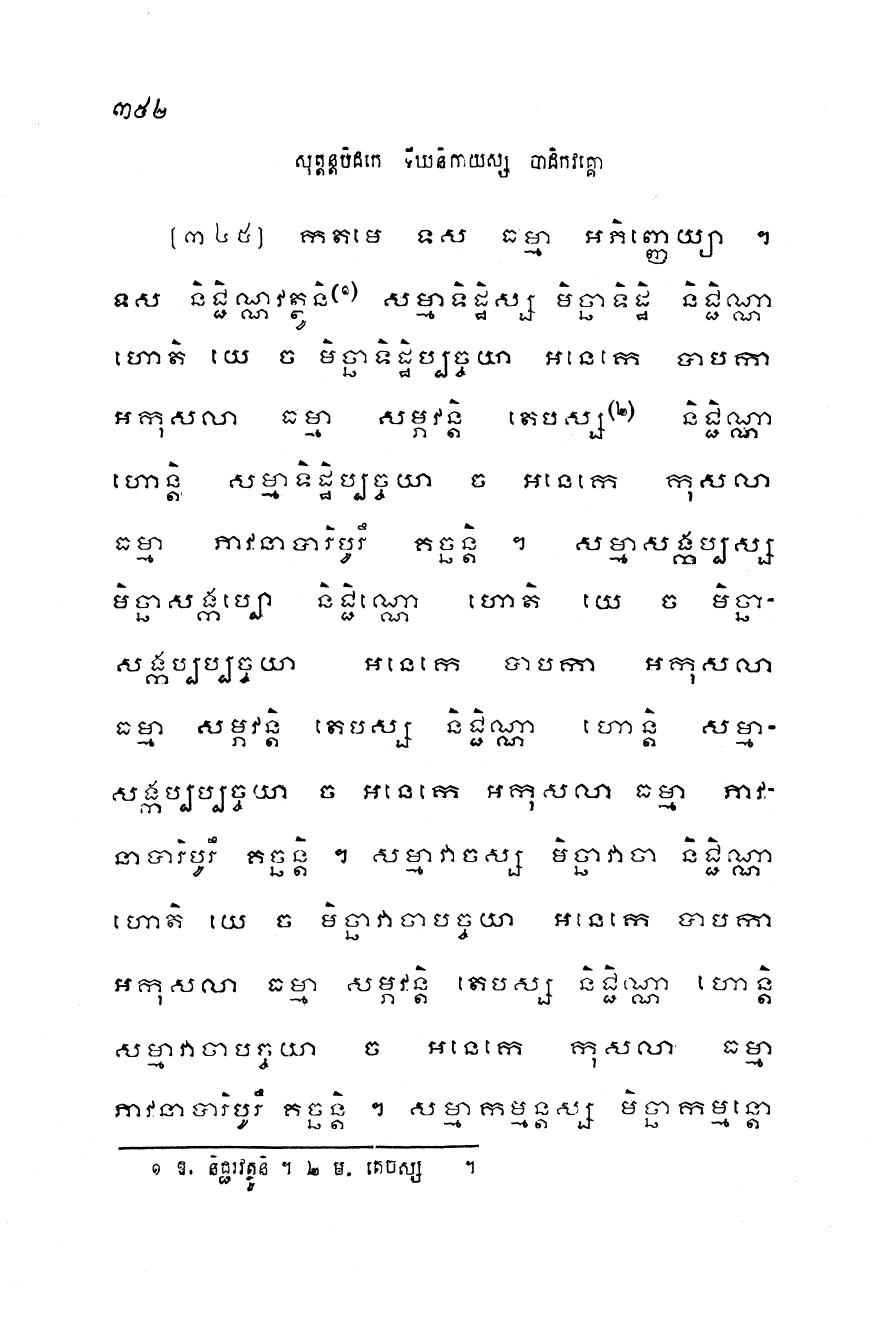 ៣៥២
សុត្តន្តបិដកេ ទីឃនិកាយស្ស បាដិកវគ្គោ
[៣៤៥] កតមេ ទស ធម្មា អភិញ្ញេយ្យា ។
ទស និជ្ជិណ្ណវត្ថូនិ(១) សម្មាទិដ្ឋិស្ស មិច្ឆាទិដ្ឋិ និជ្ជិណ្ណា
ហោតិ យេ ច មិច្ឆាទិដ្ឋិប្បច្ចយា អនេកេ បាបកា
អកុសលា ធម្មា សម្ភវន្តិ តេបស្ស(២) និជ្ជិណ្ណា
ហោន្តិ សម្មាទិដ្ឋិប្បច្ចយា ច អនេកេ កុសលា
ធម្មា ភាវនាបារិបូរឹ គច្ឆន្តិ ។ សម្មាសង្កប្បស្ស
មិច្ឆាសង្កប្បោ និជ្ជិណ្ណោ ហោតិ យេ ច មិច្ឆា-
សង្កប្បប្បច្ចយា អនេកេ បាបកា អកុសលា
ធម្មា សម្ភវន្តិ តេបស្ស និជ្ជិណ្ណា ហោន្តិ សម្មា-
សង្កប្បប្បច្ចយា ច អនេកេ អកុសលា ធម្មា ភាវ-
នាបារិបូរឹ គច្ឆន្តិ ។ សម្មាវាចស្ស មិច្ឆាវាចា និជ្ជិណ្ណា
ហោតិ យេ ច មិច្ឆាវាចាបច្ចយា អនេកេ បាបកា
អកុសលា ធម្មា សម្ភវន្តិ តេបស្ស និជ្ជិណ្ណា ហោន្តិ
សម្មាវាចាបច្ចយា ច អនេកេ កុសលា ធម្មា
ភាវនាបារិបូរឹ គច្ឆន្តិ ។ សម្មាកម្មន្តស្ស មិច្ឆាកម្មន្តោ
១ ឱ. និជ្ជរវត្ថូនិ ។ ២ ម. តេចស្ស ។